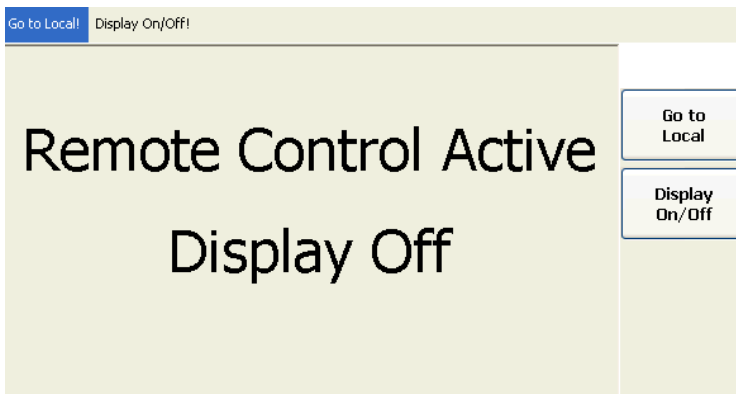 Go to Local! Display On/Off!
Remote Control Active
Display Off
Go to
Local
Display
On/Off